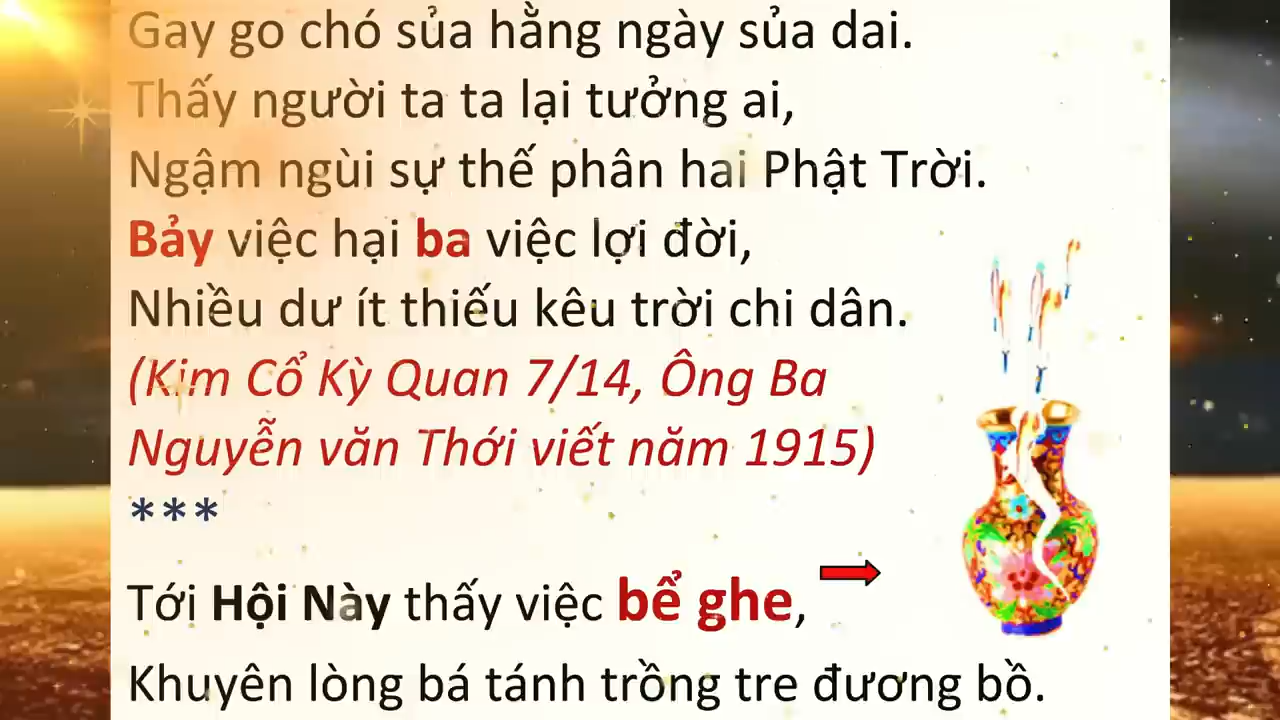 Gay go chó sủa hằng ngày sủa dai.
Thấy người ta ta lại tưởng ai,
Ngậm ngùi sự thế phân hai Phật Trời.
Bảy việc hại ba việc lợi đời,
Nhiều dư ít thiếu kêu trời chi dân.
(Kim Cổ Kỳ Quan 7/14, Ông Ba
Nguyễn văn Thới viết năm 1915)
***
Tới Hội Này thấy việc bể ghe,
Khuyên lòng bá tánh trồng tre đương bồ.